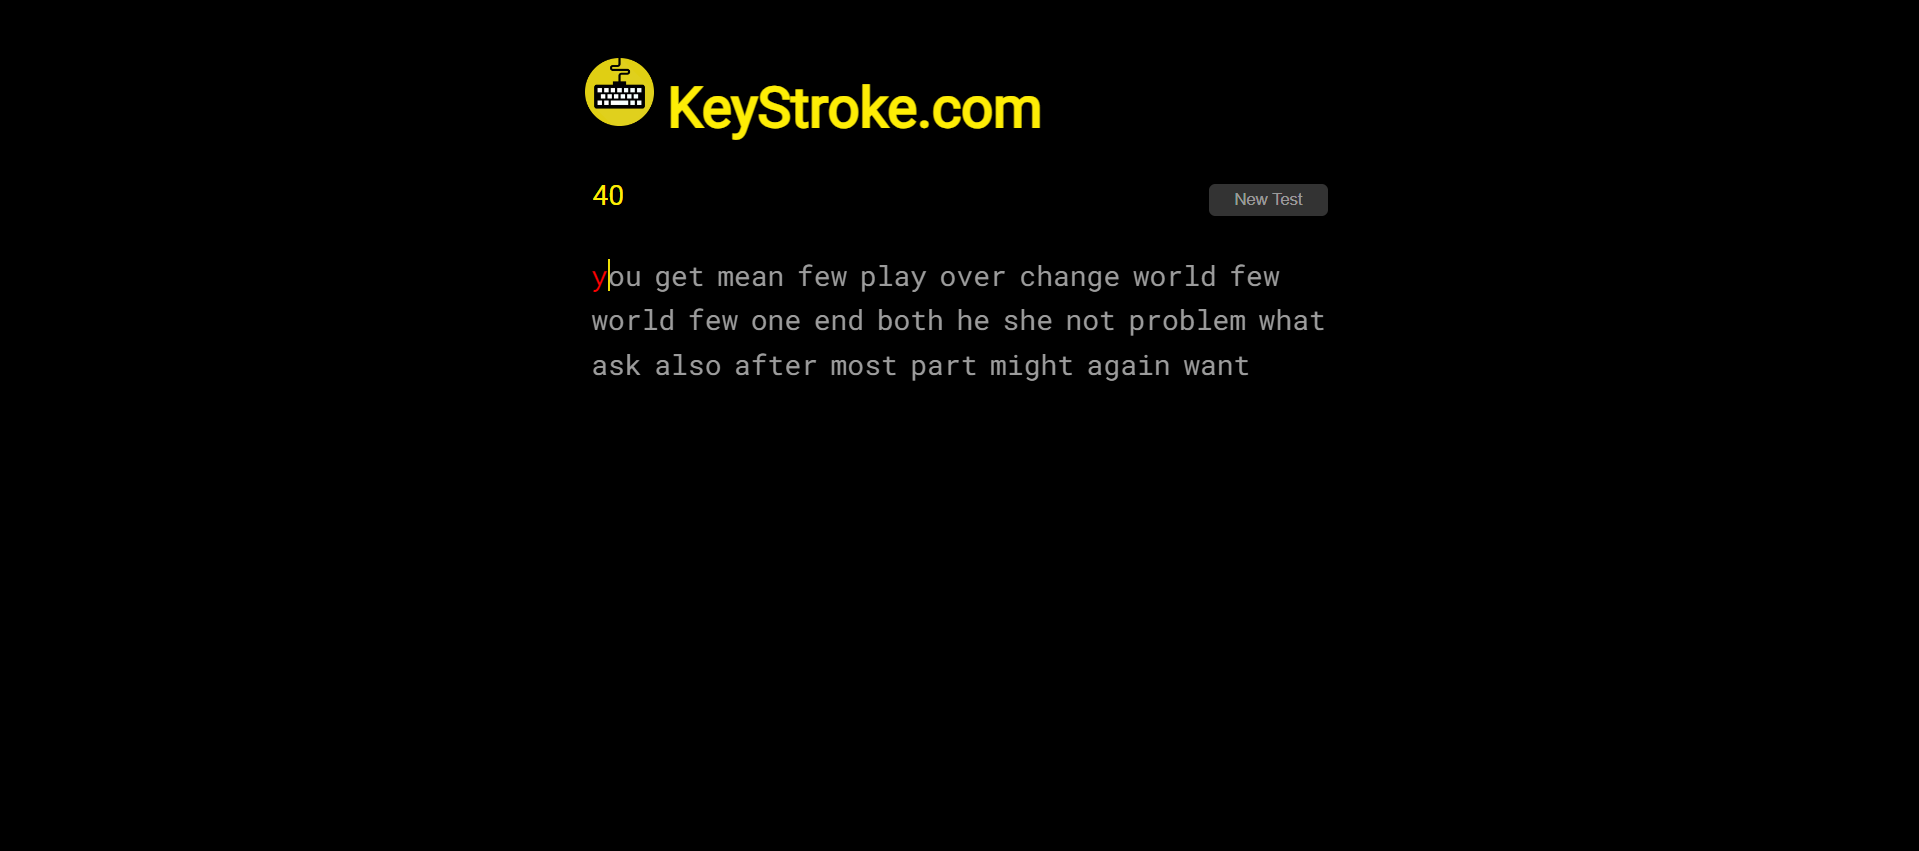 KeyStroke.com
40
New Test
you get mean few play over change world few
world few one end both he she not problem what
ask also after most part might again want